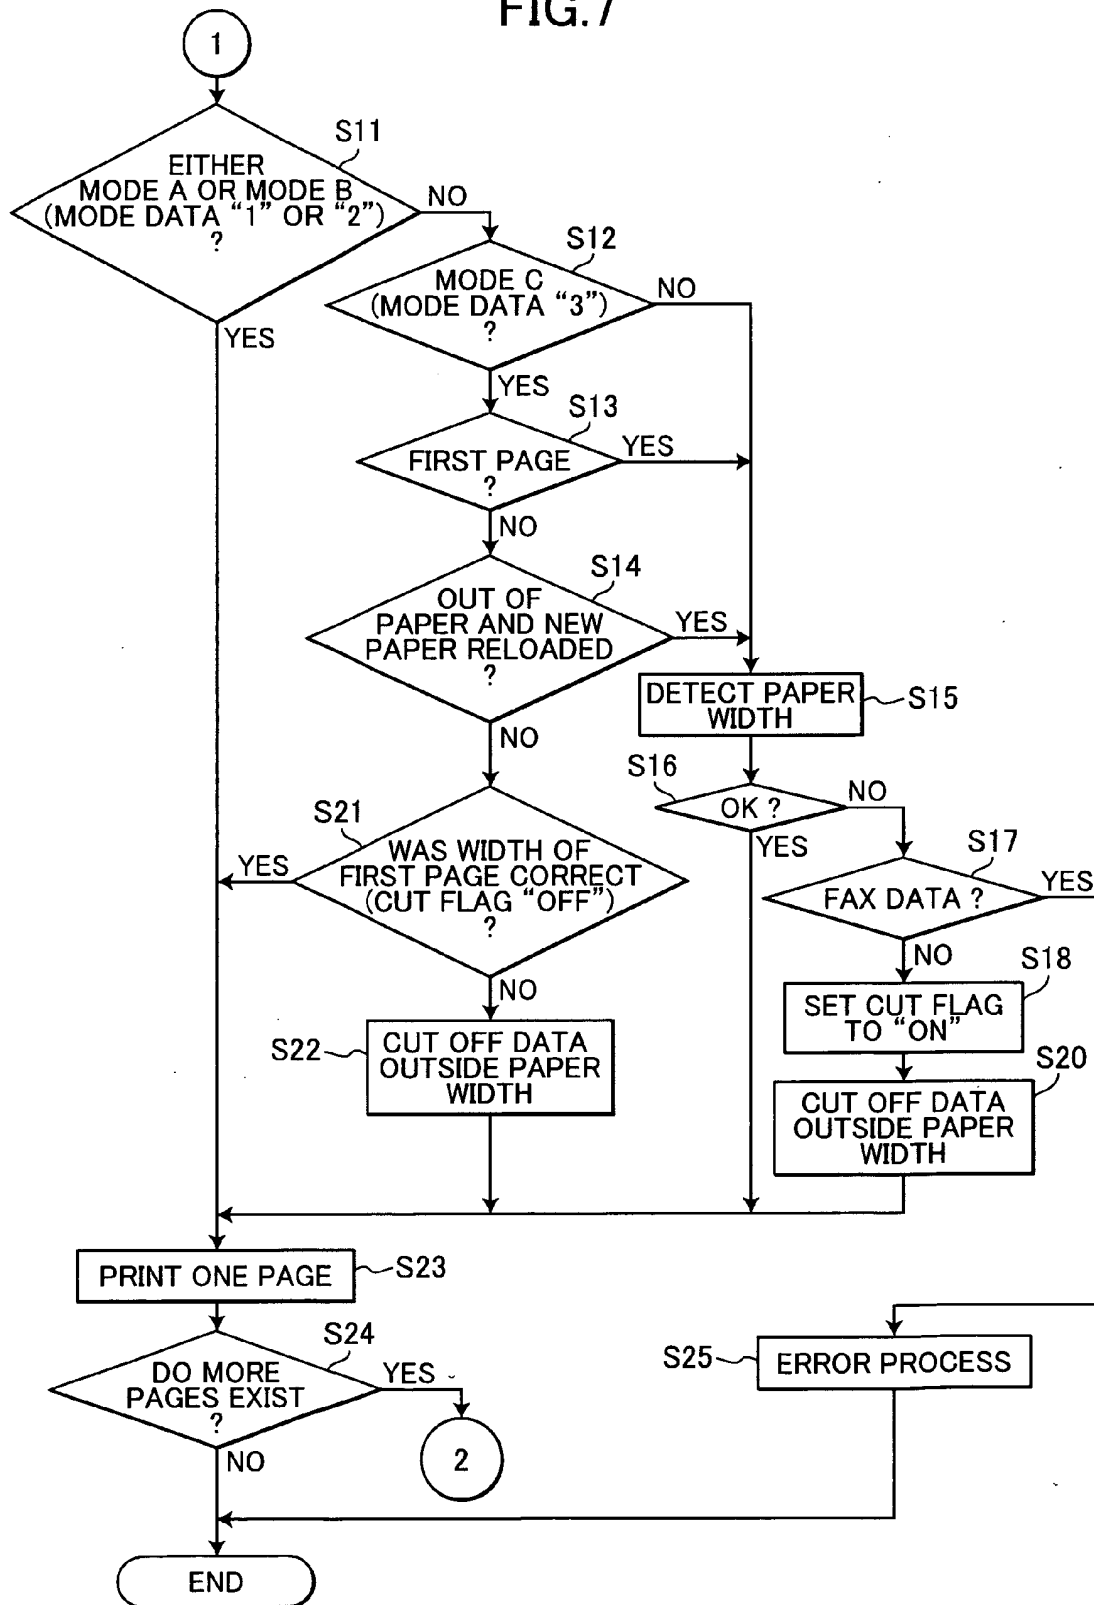 FIG.7
1
S11
EITHER
MODE A OR MODE B
(MODE DATA “1” OR “2”)
?
NO
YES
S12
MODE C
(MODE DATA “3”)
?
NO
YES
S13
FIRST PAGE
?
YES
NO
S14
OUT OF
PAPER AND NEW
PAPER RELOADED
?
YES
NO
DETECT PAPER
WIDTH
S15
S16
OK ?
NO
YES
S17
FAX DATA ?
YES
NO
S18
SET CUT FLAG
TO “ON”
S20
CUT OFF DATA
OUTSIDE PAPER
WIDTH
S21
WAS WIDTH OF
FIRST PAGE CORRECT
(CUT FLAG “OFF”)
?
YES
NO
S22
CUT OFF DATA
OUTSIDE PAPER
WIDTH
PRINT ONE PAGE
S23
S24
DO MORE
PAGES EXIST
?
YES
NO
2
S25
ERROR PROCESS
END